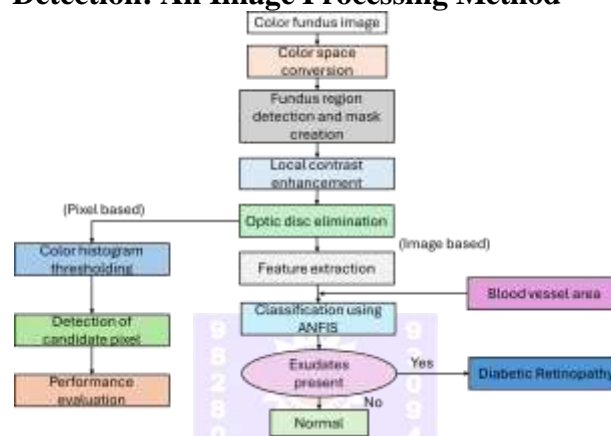 Detection: An Image Processing Method
Color fundus image
Color space
conversion
Fundus region
detection and mask
creation
Local contrast
enhancement
(Pixel based)
Optic disc elimination
(Image based)
Color histogram
thresholding
Feature extraction
Blood vessel area
Classification using
ANFIS
Detection of
candidate pixel
Exudates
present
Yes
Diabetic Retinopathy
No
Performance
evaluation
Normal